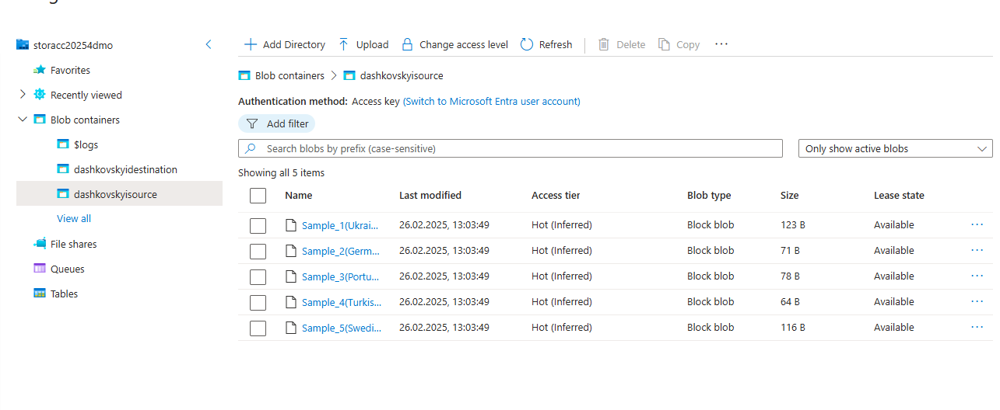 storacc20254dmo
Favorites
Recently viewed
Blob containers
$logs
dashkovskyidestination
dashkovskyisource
View all
File shares
Queues
Tables
Add Directory Upload Change access level Refresh Delete Copy ...
Blob containers > dashkovskyisource
Authentication method: Access key (Switch to Microsoft Entra user account)
Add filter
Search blobs by prefix (case-sensitive) Only show active blobs
Showing all 5 items
Name Last modified Access tier Blob type Size Lease state
Sample_1(Ukrai... 26.02.2025, 13:03:49 Hot (Inferred) Block blob 123 B Available ...
Sample_2(Germ... 26.02.2025, 13:03:49 Hot (Inferred) Block blob 71 B Available ...
Sample_3(Portu... 26.02.2025, 13:03:49 Hot (Inferred) Block blob 78 B Available ...
Sample_4(Turkis... 26.02.2025, 13:03:49 Hot (Inferred) Block blob 64 B Available ...
Sample_5(Swedi... 26.02.2025, 13:03:49 Hot (Inferred) Block blob 116 B Available ...